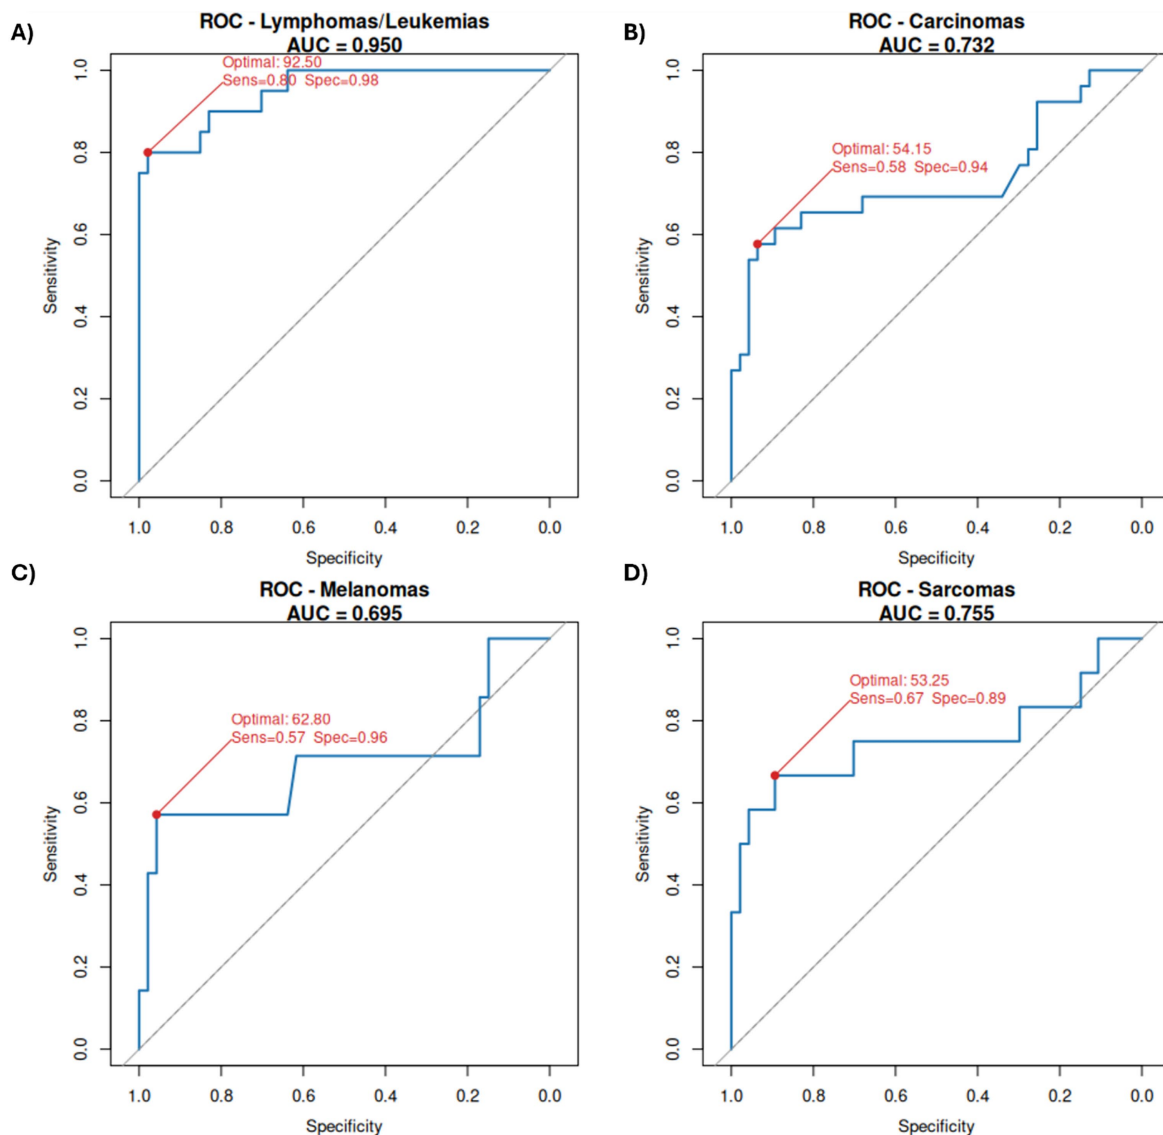 A)
ROC - Lymphomas/Leukemias
AUC = 0.950
Optimal: 92.50
Sens=0.80 Spec=0.98
Sensitivity
1.0
0.8
0.6
0.4
0.2
0.0
1.0 0.8 0.6 0.4 0.2 0.0
Specificity
B)
ROC - Carcinomas
AUC = 0.732
Optimal: 54.15
Sens=0.58 Spec=0.94
Sensitivity
1.0
0.8
0.6
0.4
0.2
0.0
1.0 0.8 0.6 0.4 0.2 0.0
Specificity
C)
ROC - Melanomas
AUC = 0.695
Optimal: 62.80
Sens=0.57 Spec=0.96
Sensitivity
1.0
0.8
0.6
0.4
0.2
0.0
1.0 0.8 0.6 0.4 0.2 0.0
Specificity
D)
ROC - Sarcomas
AUC = 0.755
Optimal: 53.25
Sens=0.67 Spec=0.89
Sensitivity
1.0
0.8
0.6
0.4
0.2
0.0
1.0 0.8 0.6 0.4 0.2 0.0
Specificity